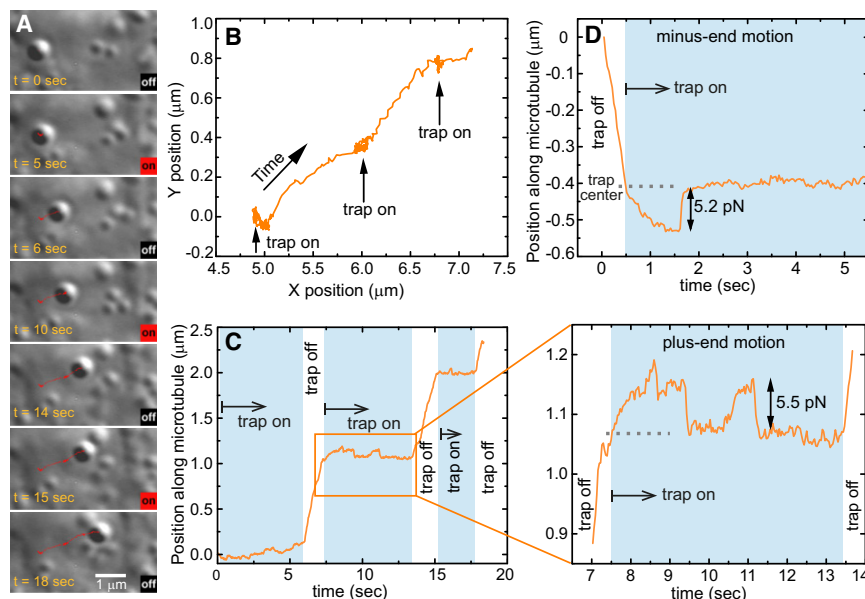 A
off
t = 0 sec
t = 5 sec
on
t = 6 sec
off
t = 10 sec
on
t = 14 sec
off
t = 15 sec
on
1 μm
t = 18 sec
off
B
Y position (μm)
0.8
0.6
0.4
0.2
0.0
-0.2
Time
trap on
trap on
trap on
4.5 5.0 5.5 6.0 6.5 7.0 7.5
X position (μm)
D
minus-end motion
Position along microtubule (μm)
0
-0.1
-0.2
-0.3
-0.4
-0.5
-0.6
trap off
trap on
trap
center
5.2 pN
0 1 2 3 4 5
time (sec)
C
Position along microtubule (μm)
2.5
2.0
1.5
1.0
0.5
0.0
trap off
trap on
trap on
trap off
trap on
trap off
0 5 10 15 20
time (sec)
plus-end motion
1.2
1.1
1.0
0.9
5.5 pN
trap off
trap on
trap off
7 8 9 10 11 12 13 14
time (sec)